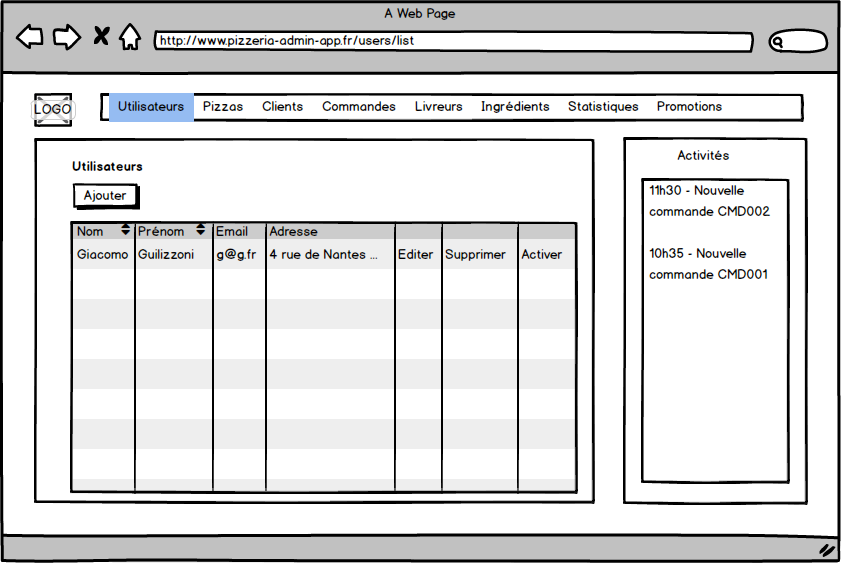 A Web Page
http://www.pizzeria-admin-app.fr/users/list
LOGO
Utilisateurs Pizzas Clients Commandes Livreurs Ingrédients Statistiques Promotions
Utilisateurs
Ajouter
Nom Prénom Email Adresse
Giacomo Guilizzoni g@g.fr 4 rue de Nantes ... Editer Supprimer Activer
Activités
11h30 - Nouvelle
commande CMD002
10h35 - Nouvelle
commande CMD001